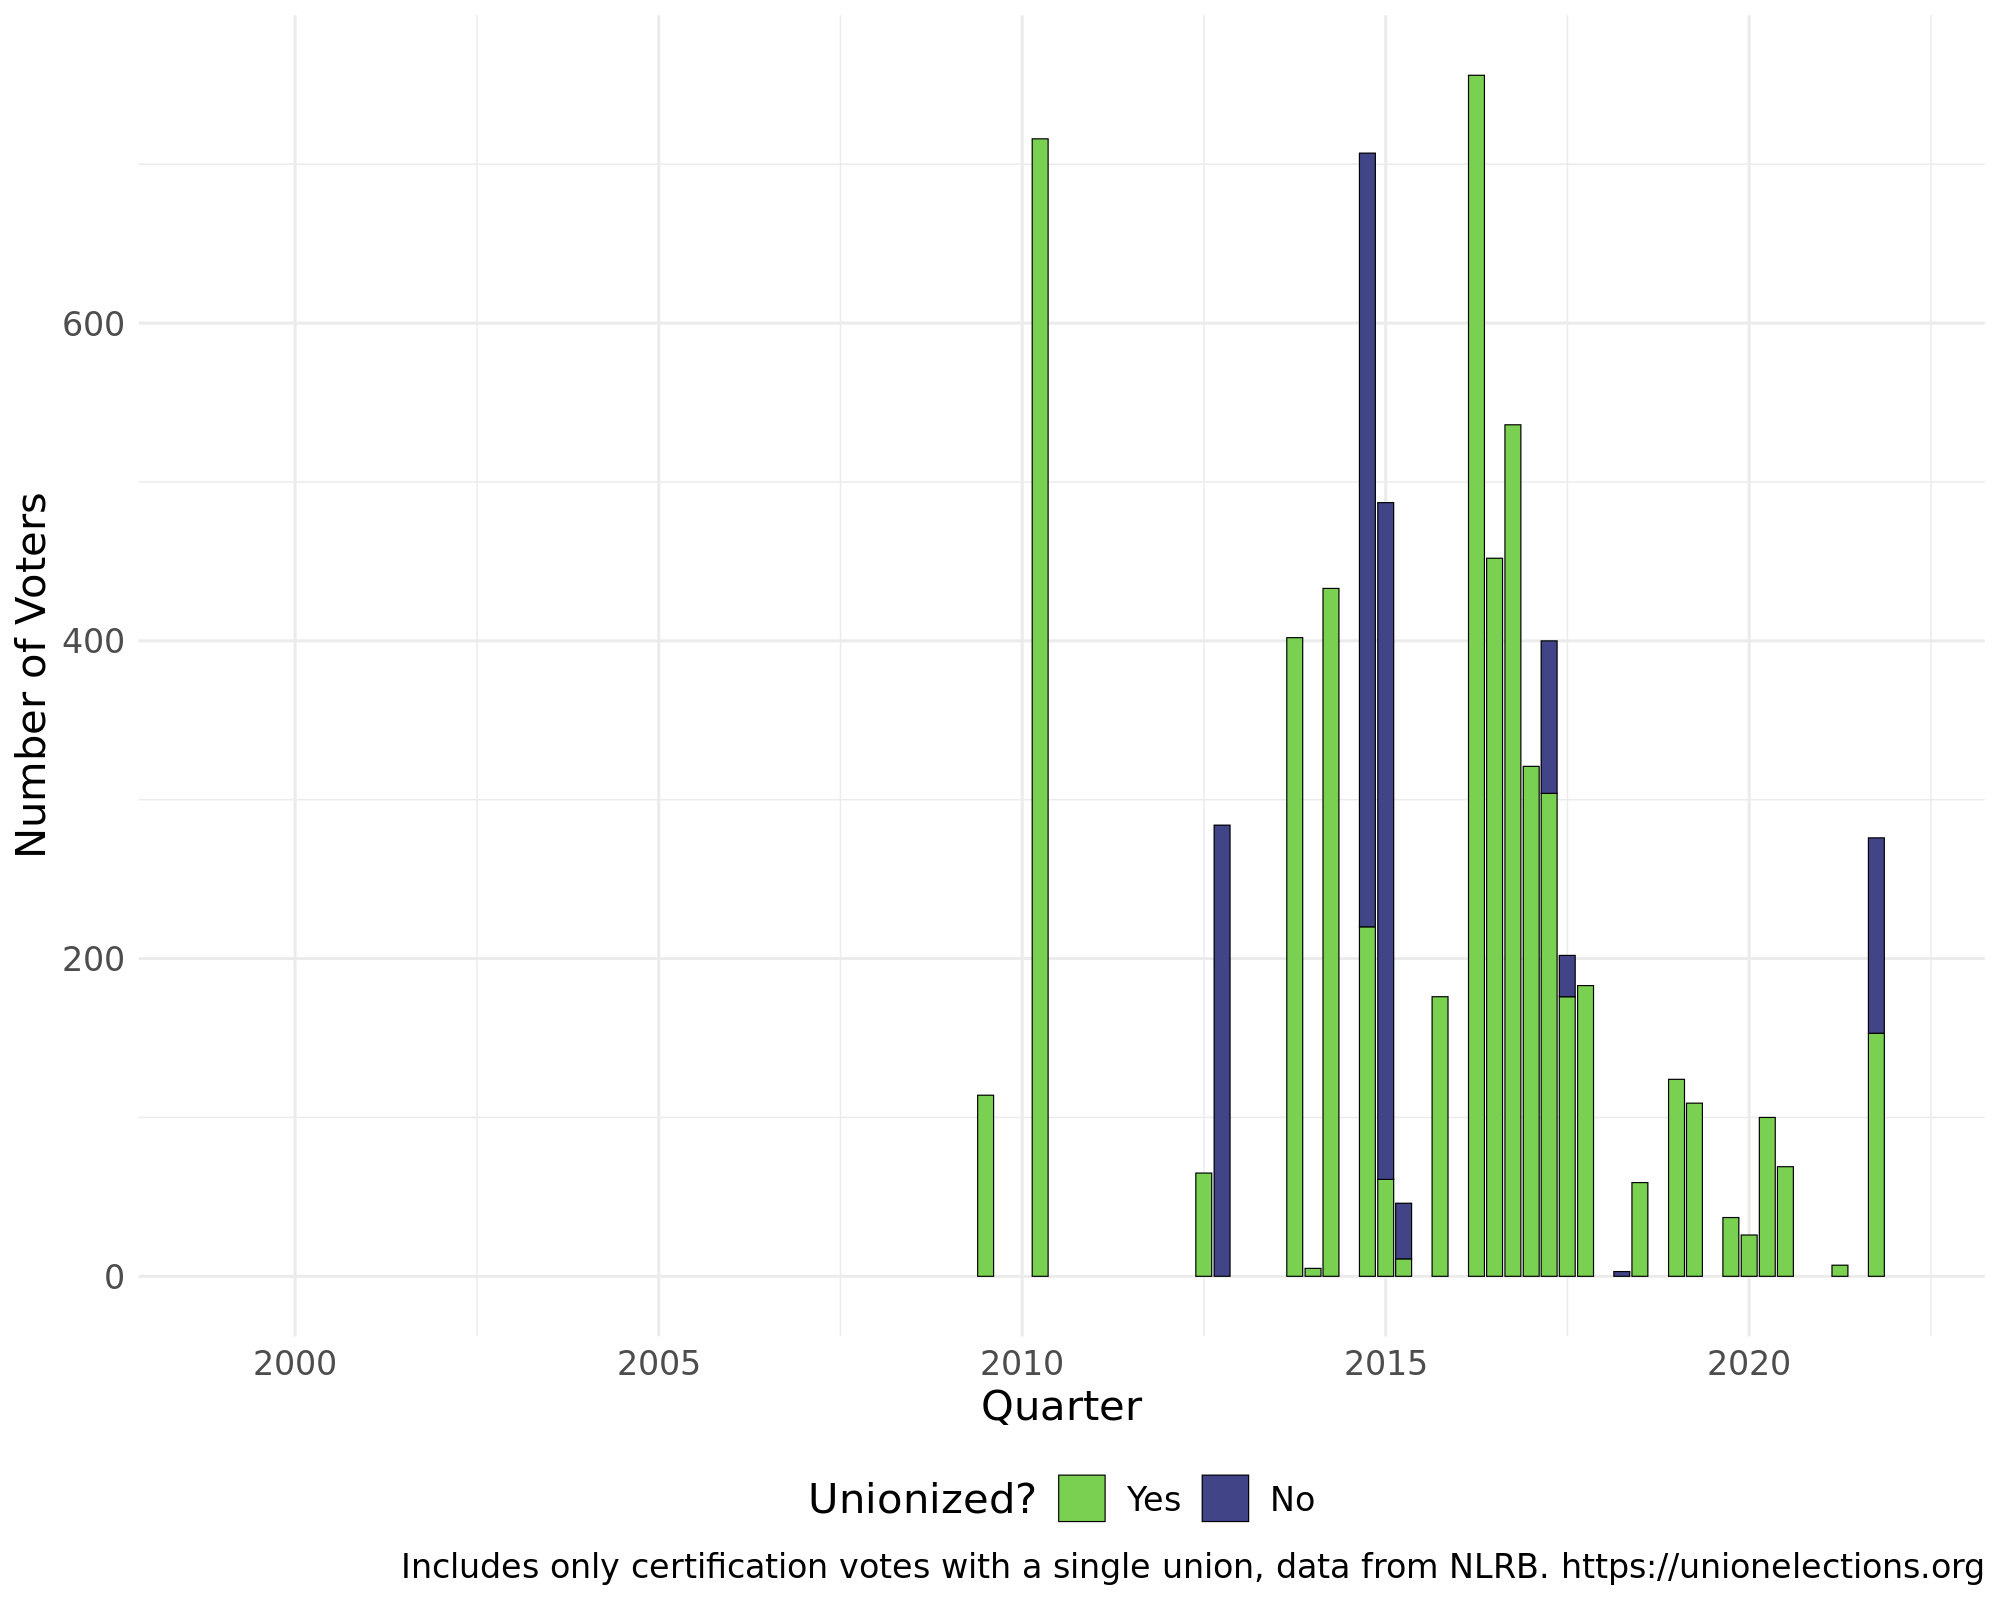 Number of Voters
600
400
200
0
2000 2005 2010 2015 2020
Quarter
Unionized? Yes No
Includes only certification votes with a single union, data from NLRB. https://unionelections.org